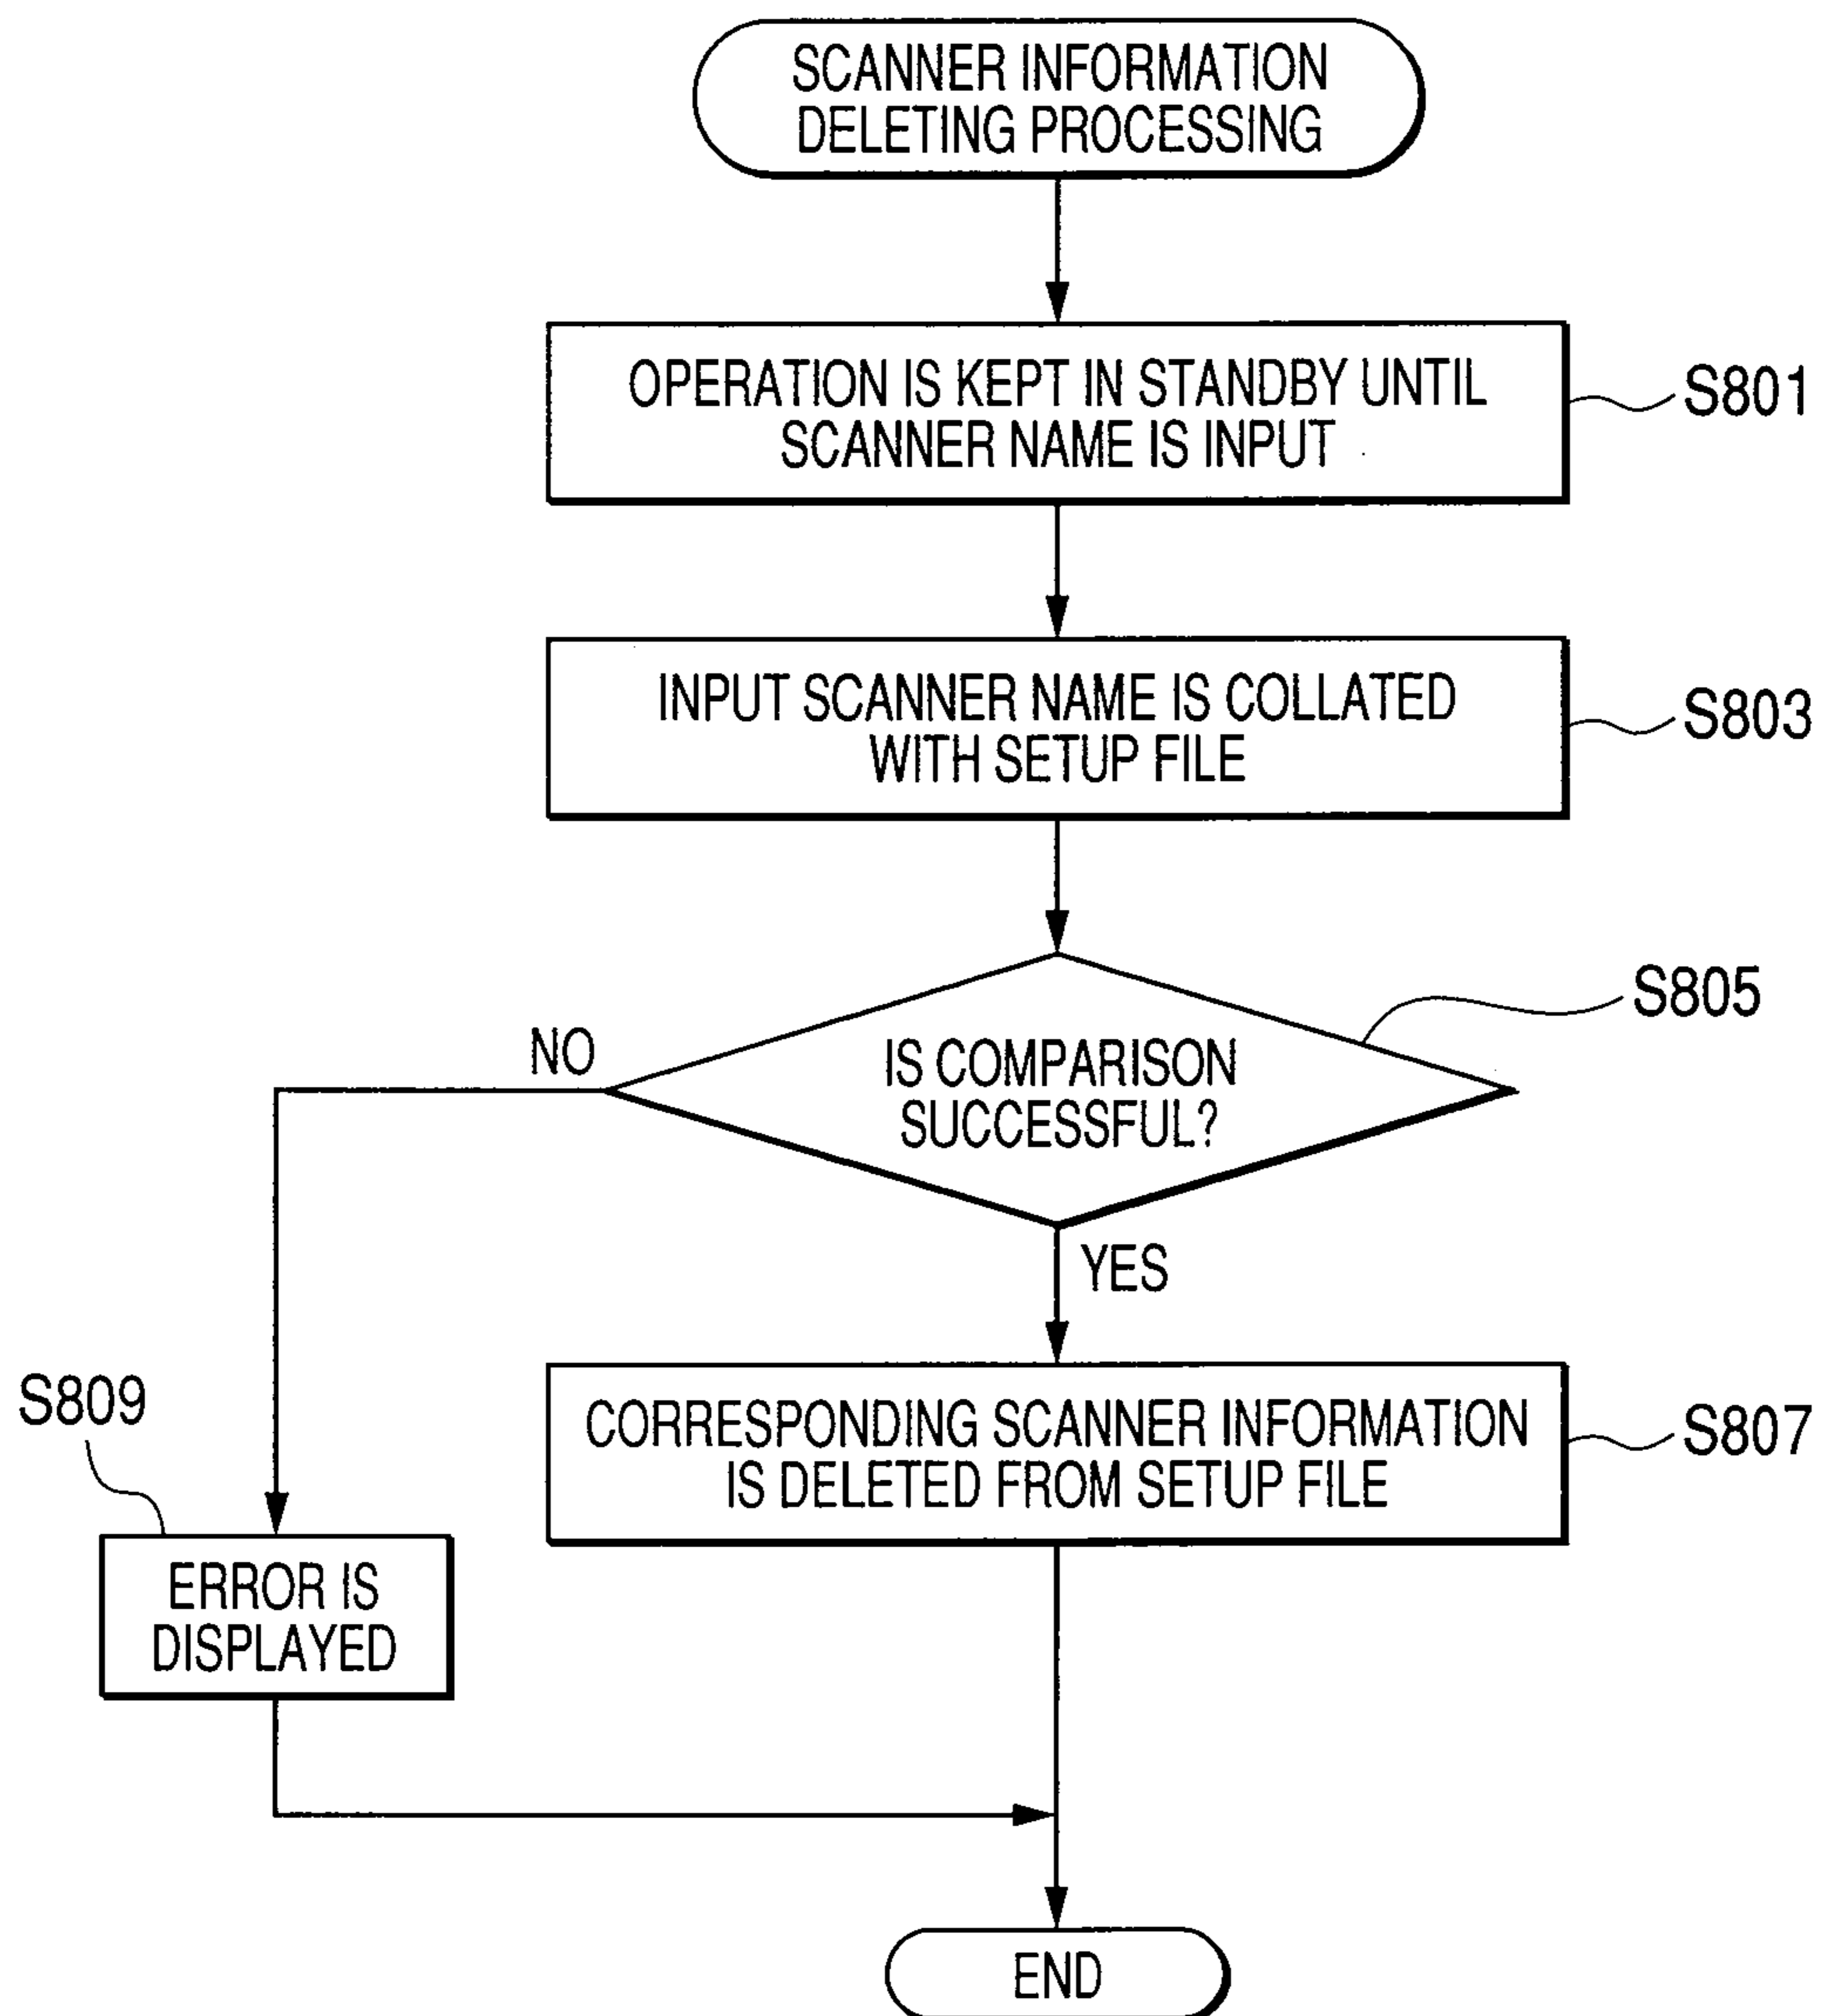 SCANNER INFORMATION
DELETING PROCESSING
OPERATION IS KEPT IN STANDBY UNTIL
SCANNER NAME IS INPUT
S801
INPUT SCANNER NAME IS COLLATED
WITH SETUP FILE
S803
S805
NO
IS COMPARISON
SUCCESSFUL?
YES
S809
CORRESPONDING SCANNER INFORMATION
IS DELETED FROM SETUP FILE
S807
ERROR IS
DISPLAYED
END